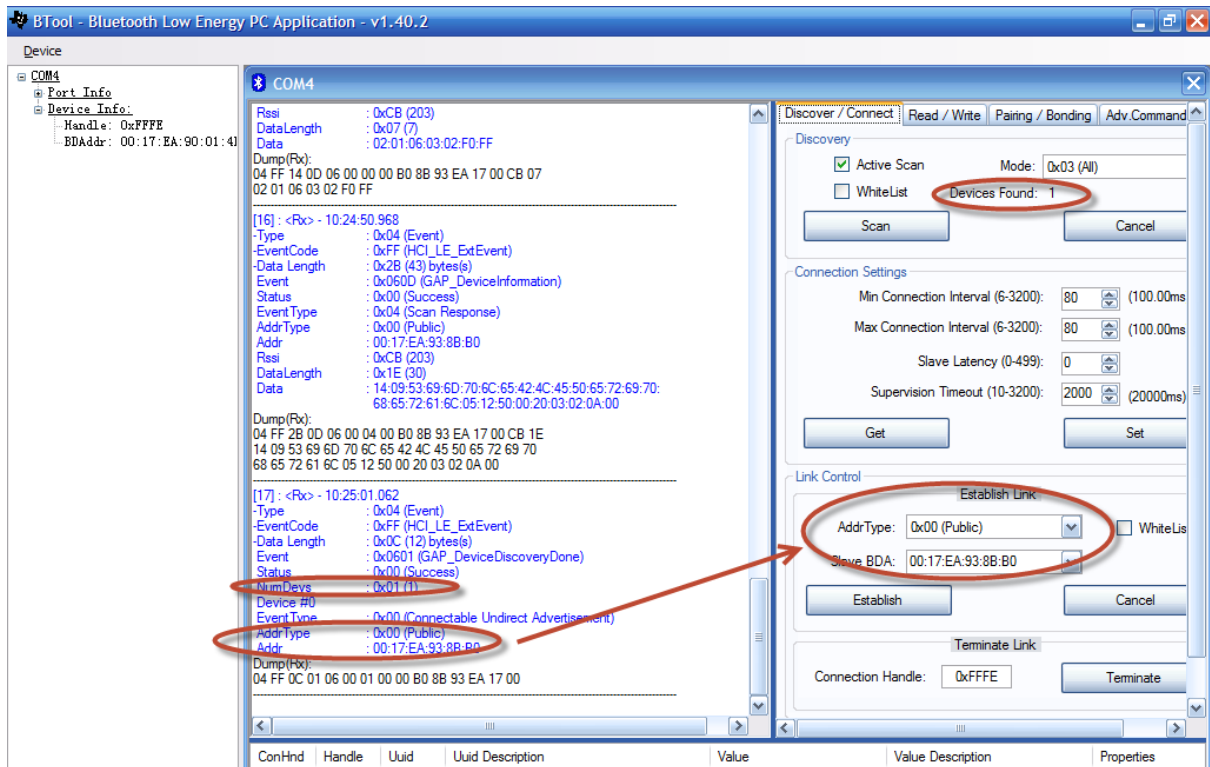 BTool - Bluetooth Low Energy PC Application - v1.40.2
Device
COM4
Port Info
Device Info:
Handle: 0xFFFE
BDAddr: 00:17:EA:90:01:4
COM4
Rssi : 0xCB (203)
DataLength : 0x07 (7)
Data : 02:01:06:03:02:F0:FF
Dump(Rx):
04 FF 14 0D 06 00 00 00 B0 8B 93 EA 17 00 CB 07
02 01 06 03 02 F0 FF
[16] : <Rx> - 10:24:50.968
-Type : 0x04 (Event)
-EventCode : 0xFF (HCI_LE_ExtEvent)
-Data Length : 0x2B (43) bytes(s)
Event : 0x060D (GAP_DeviceInformation)
Status : 0x00 (Success)
EventType : 0x04 (Scan Response)
AddrType : 0x00 (Public)
Addr : 00:17:EA:93:8B:B0
Rssi : 0xCB (203)
DataLength : 0x1E (30)
Data : 14:09:53:69:6D:70:6C:65:42:4C:45:50:65:72:69:70:
68:65:72:61:6C:05:12:50:00:20:03:02:0A:00
Dump(Rx):
04 FF 2B 0D 06 00 04 00 B0 8B 93 EA 17 00 CB 1E
14 09 53 69 6D 70 6C 65 42 4C 45 50 65 72 69 70
68 65 72 61 6C 05 12 50 00 20 03 02 0A 00
[17] : <Rx> - 10:25:01.062
-Type : 0x04 (Event)
-EventCode : 0xFF (HCI_LE_ExtEvent)
-Data Length : 0x0C (12) bytes(s)
Event : 0x0601 (GAP_DeviceDiscoveryDone)
Status : 0x00 (Success)
NumDevs : 0x01 (1)
Device #0
EventType : 0x00 (Connectable Undirect Advertisement)
AddrType : 0x00 (Public)
Addr : 00:17:EA:93:8B:B0
Dump(Rx):
04 FF 0C 01 06 00 01 00 00 B0 8B 93 EA 17 00
Discover / Connect Read / Write Pairing / Bonding Adv.Command
Discovery
Active Scan Mode: 0x03 (All)
WhiteList Devices Found: 1
Scan Cancel
Connection Settings
Min Connection Interval (6-3200): 80 (100.00ms
Max Connection Interval (6-3200): 80 (100.00ms
Slave Latency (0-499): 0
Supervision Timeout (10-3200): 2000 (20000ms)
Get Set
Link Control
Establish Link
AddrType: 0x00 (Public) WhiteLis
Slave BDA: 00:17:EA:93:8B:B0
Establish Cancel
Terminate Link
Connection Handle: 0xFFFE Terminate
ConHnd Handle Uuid Uuid Description Value Value Description Properties